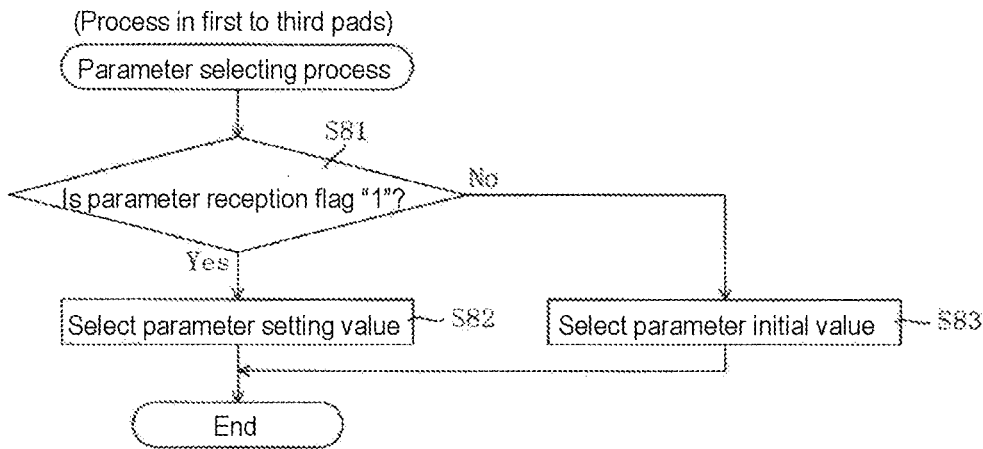 (Process in first to third pads)
Parameter selecting process
S81
Is parameter reception flag "1"?
No
Yes
Select parameter setting value
S82
Select parameter initial value
S83
End